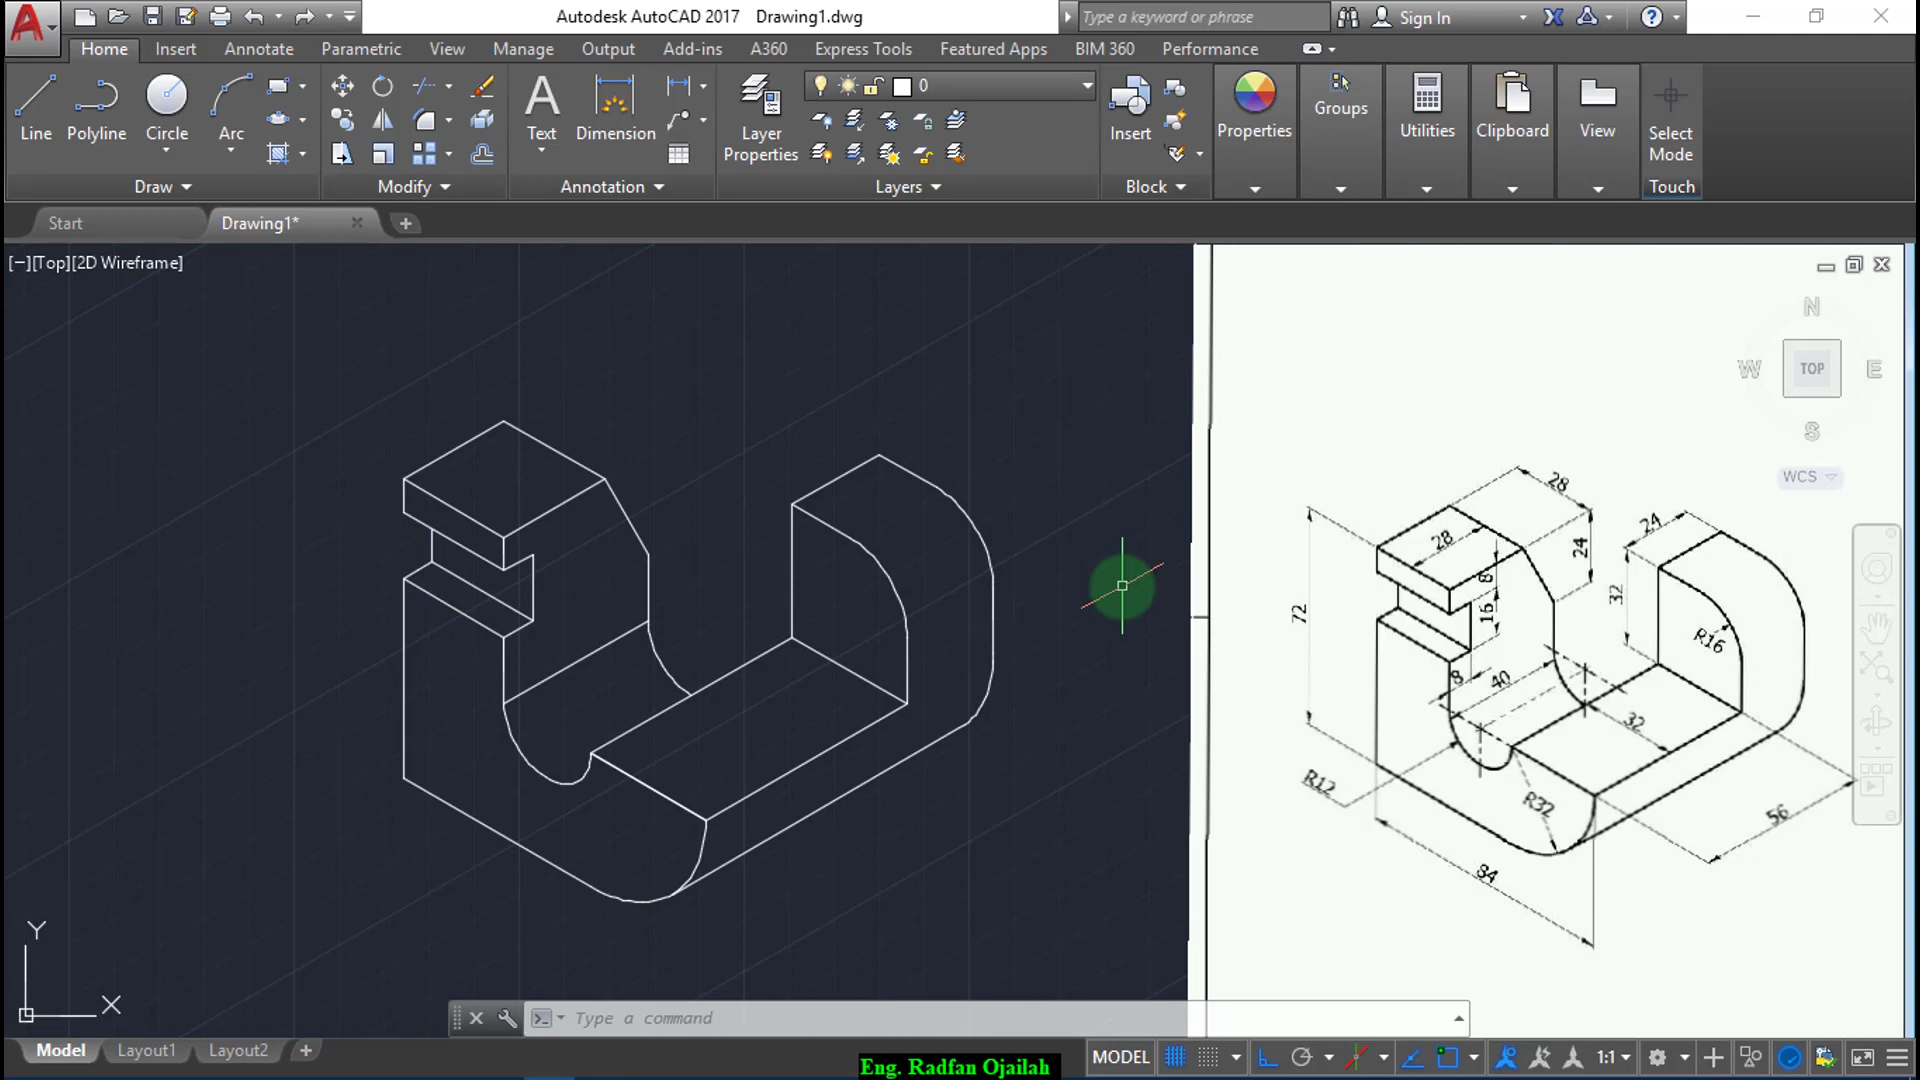 Autodesk AutoCAD 2017 Drawing1.dwg
Type a keyword or phrase
Sign In
Home Insert Annotate Parametric View Manage Output Add-ins A360 Express Tools Featured Apps BIM 360 Performance
Line Polyline Circle Arc
Text Dimension
Layer Properties
0
Insert
Properties Groups Utilities Clipboard View
Select Mode
Draw Modify Annotation Layers Block Touch
Start Drawing1*
[−][Top][2D Wireframe]
N
W TOP E
S
WCS
28
28
24
24
8
32
72
16
R16
8
40
32
R12
R32
56
84
Y
X
Type a command
Model Layout1 Layout2
Eng. Radfan Ojailah
MODEL
1:1